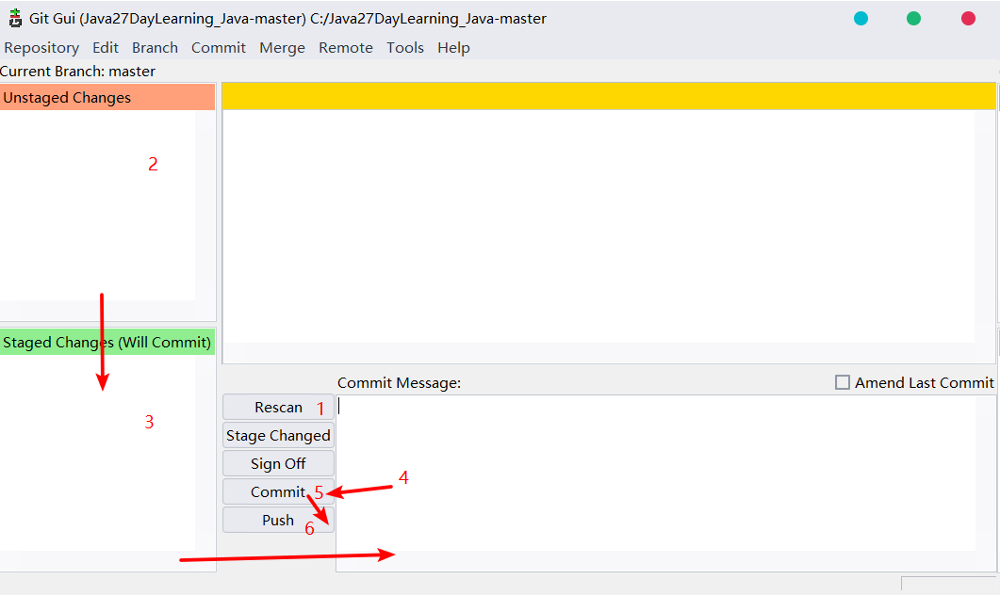 Git Gui (Java27DayLearning_Java-master) C:/Java27DayLearning_Java-master
Repository Edit Branch Commit Merge Remote Tools Help
Current Branch: master
Unstaged Changes
2
Staged Changes (Will Commit)
3
Commit Message:
Amend Last Commit
Rescan 1
Stage Changed
Sign Off
4
Commit 5
Push 6